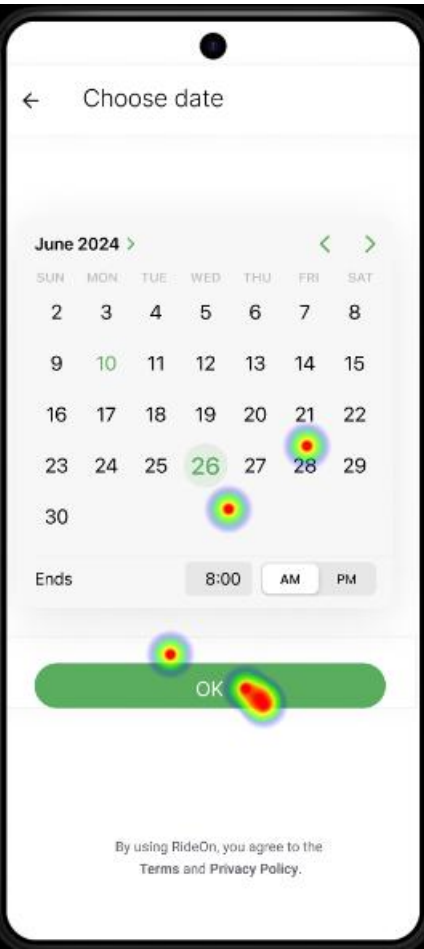 Choose date
June 2024
SUN MON TUE WED THU FRI SAT
2 3 4 5 6 7 8
9 10 11 12 13 14 15
16 17 18 19 20 21 22
23 24 25 26 27 28 29
30
Ends 8:00 AM PM
OK
By using RideOn, you agree to the
Terms and Privacy Policy.